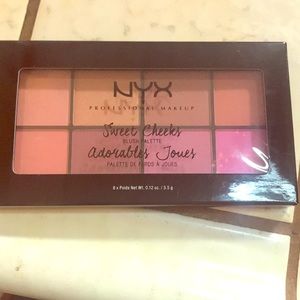 NYX
PROFESSIONAL MAKEUP
Sweet Cheeks
BLUSH PALETTE
Adorables Joues
PALETTE DE FARDS À JOUES
8 x Poids Net Wt. 0.12 oz. / 3.5 g